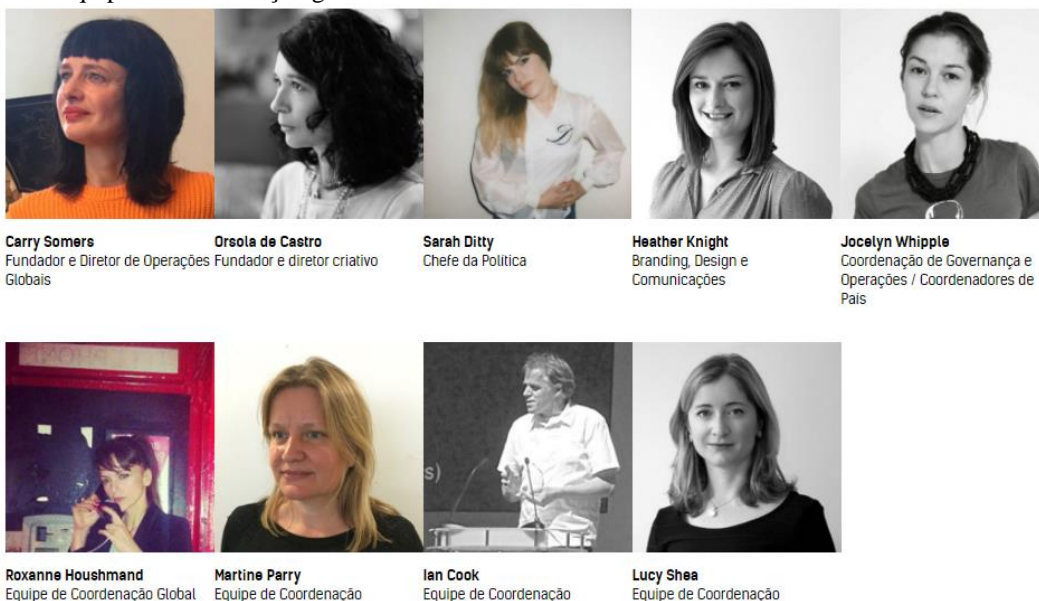 Carry Somers
Fundador e Diretor de Operações
Globais
Orsola de Castro
Fundador e diretor criativo
Sarah Ditty
Chefe da Política
Heather Knight
Branding, Design e
Comunicações
Jocelyn Whipple
Coordenação de Governança e
Operações / Coordenadores de
País
Roxanne Houshmand
Equipe de Coordenação Global
Martine Parry
Equipe de Coordenação
Ian Cook
Equipe de Coordenação
Lucy Shea
Equipe de Coordenação